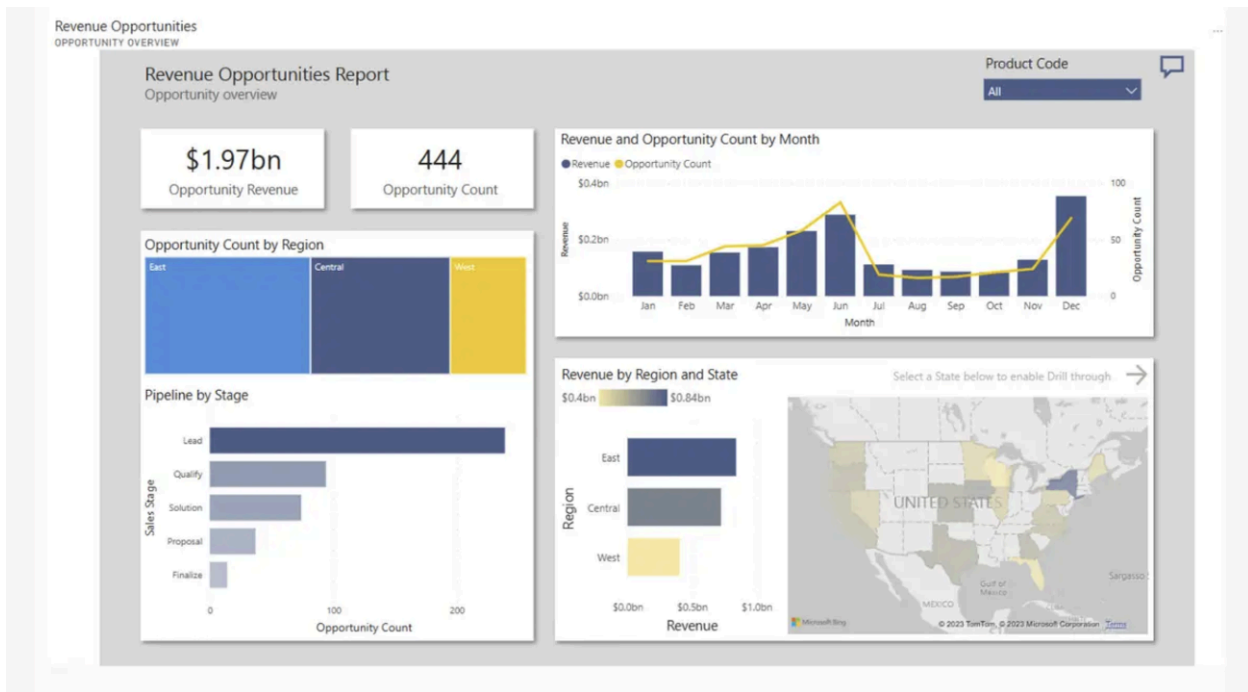 Revenue Opportunities
OPPORTUNITY OVERVIEW
...
Revenue Opportunities Report
Opportunity overview
Product Code
All
$1.97bn
Opportunity Revenue
444
Opportunity Count
Revenue and Opportunity Count by Month
Revenue Opportunity Count
$0.4bn
$0.2bn
$0.0bn
Revenue
100
50
0
Opportunity Count
Jan Feb Mar Apr May Jun Jul Aug Sep Oct Nov Dec
Month
Opportunity Count by Region
East Central West
Pipeline by Stage
Sales Stage
Lead
Qualify
Solution
Proposal
Finalize
0 100 200
Opportunity Count
Revenue by Region and State
Select a State below to enable Drill through
$0.4bn $0.84bn
Region
East
Central
West
$0.0bn $0.5bn $1.0bn
Revenue
UNITED STATES
Gulf of
Mexico
MEXICO
Sargasso
Microsoft Bing
© 2023 TomTom, © 2023 Microsoft Corporation Terms